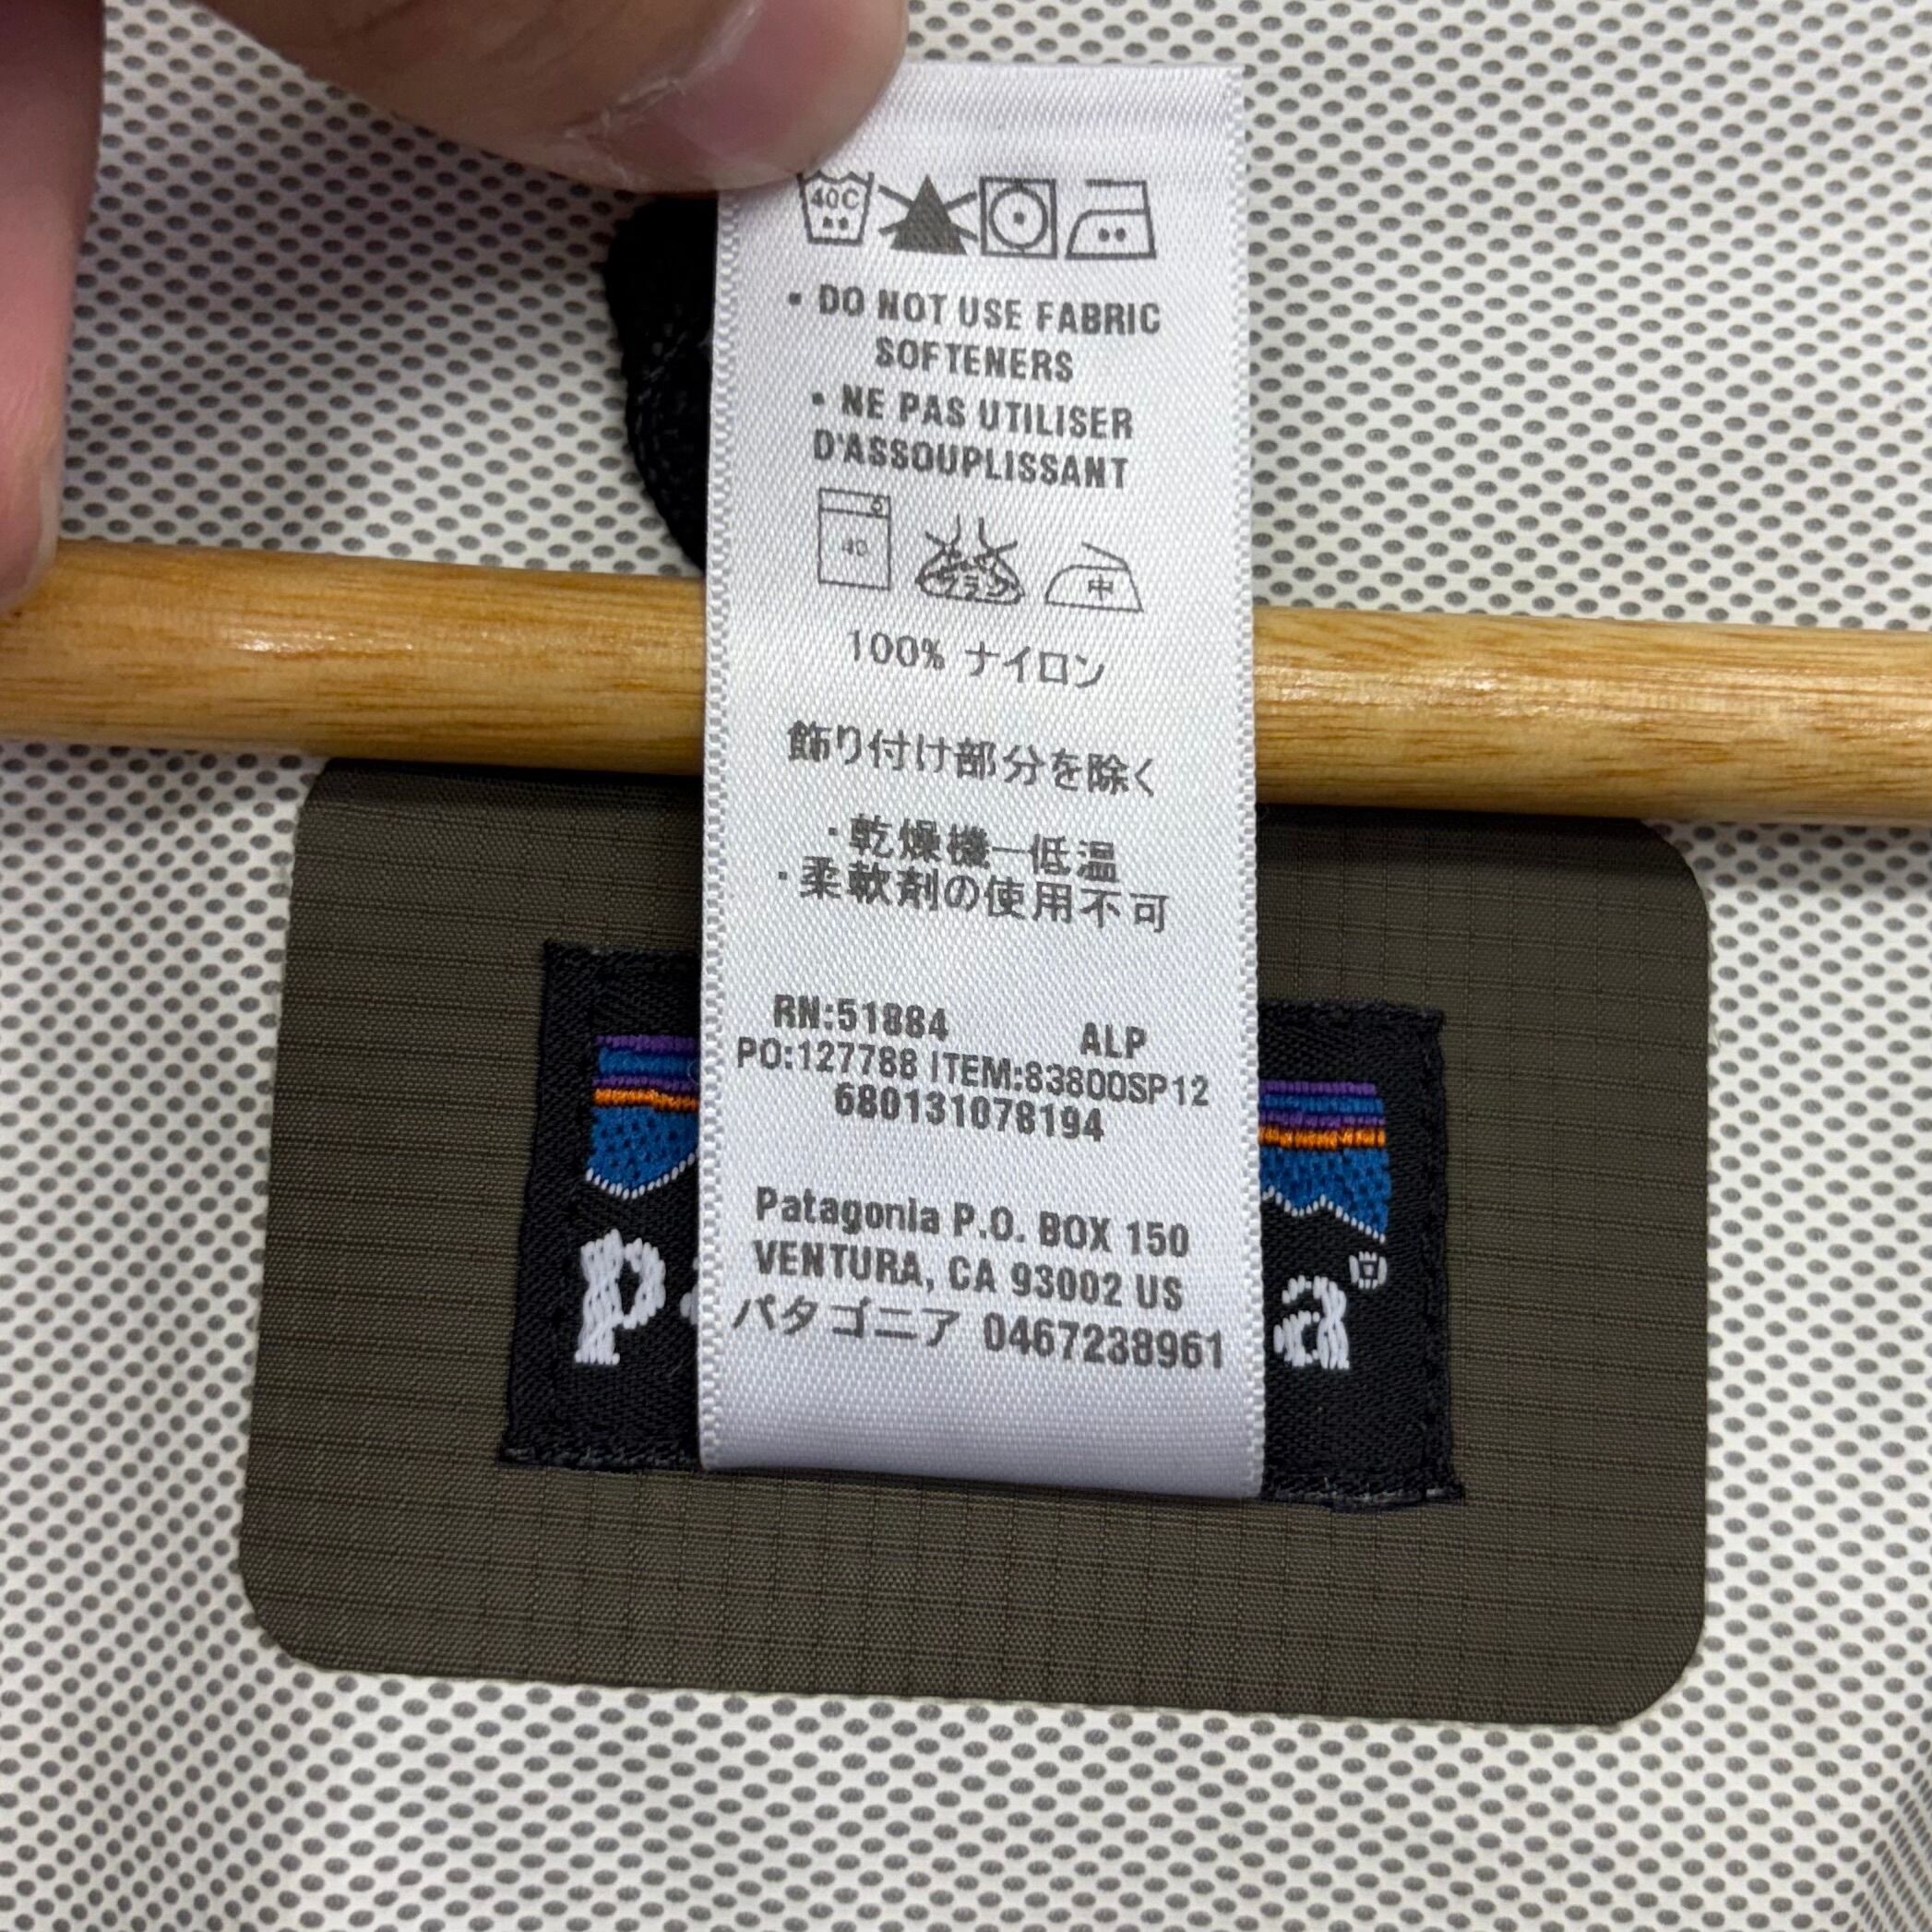 40C
• DO NOT USE FABRIC
SOFTENERS
• NE PAS UTILISER
D'ASSOUPLISSANT
40
中
100% ナイロン
飾り付け部分を除く
・乾燥機ー低温
・柔軟剤の使用不可
RN:51884 ALP
PO:127788 ITEM:83800SP12
680131078194
Patagonia P.O. BOX 150
VENTURA, CA 93002 US
パタゴニア 0467238961
p a®